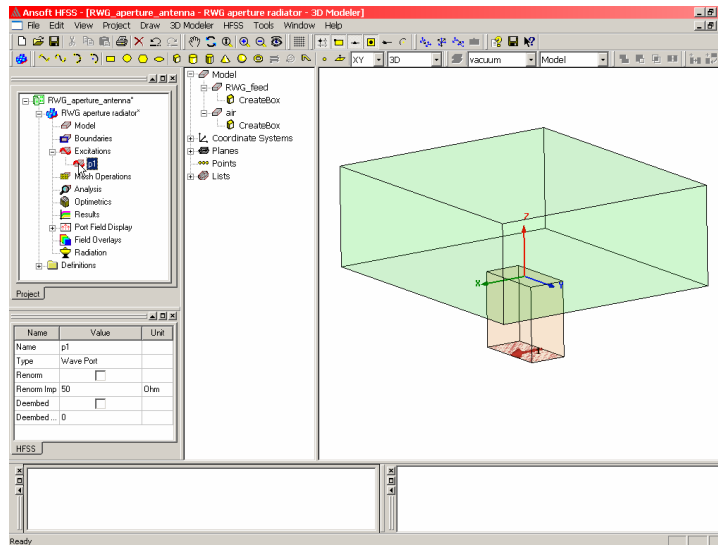 Ansoft HFSS - [RWG_aperture_antenna - RWG aperture radiator - 3D Modeler]
File Edit View Project Draw 3D Modeler HFSS Tools Window Help
XY 3D vacuum Model
RWG_aperture_antenna*
RWG aperture radiator*
Model
Boundaries
Excitations
p1
Mesh Operations
Analysis
Optimetrics
Results
Port Field Display
Field Overlays
Radiation
Definitions
Project
Model
RWG_feed
CreateBox
air
CreateBox
Coordinate Systems
Planes
Points
Lists
Z
X
Name Value Unit
Name p1
Type Wave Port
Renorm
Renorm Imp 50 Ohm
Deembed
Deembed ... 0
HFSS
Ready